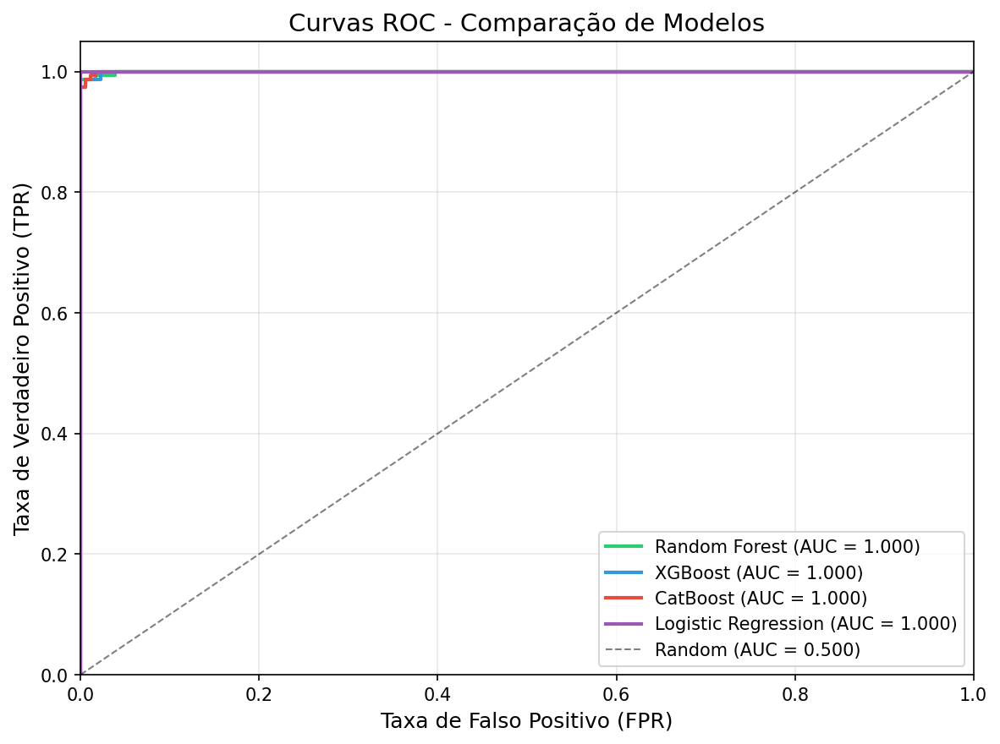 Curvas ROC - Comparação de Modelos
Taxa de Verdadeiro Positivo (TPR)
1.0
0.8
0.6
0.4
0.2
0.0
0.0 0.2 0.4 0.6 0.8 1.0
Taxa de Falso Positivo (FPR)
Random Forest (AUC = 1.000)
XGBoost (AUC = 1.000)
CatBoost (AUC = 1.000)
Logistic Regression (AUC = 1.000)
Random (AUC = 0.500)